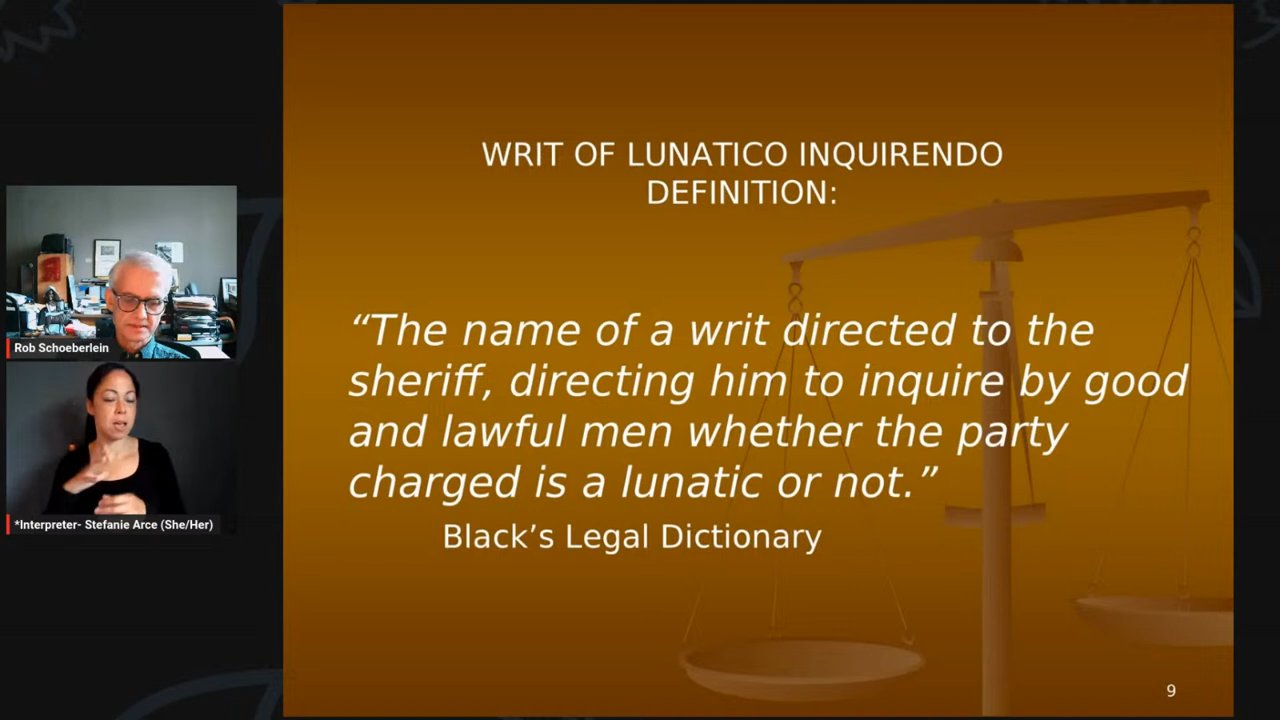 WRIT OF LUNATICO INQUIRENDO
DEFINITION:
“The name of a writ directed to the
sheriff, directing him to inquire by good
and lawful men whether the party
charged is a lunatic or not.”
Black’s Legal Dictionary
9
Rob Schoeberlein
*Interpreter- Stefanie Arce (She/Her)